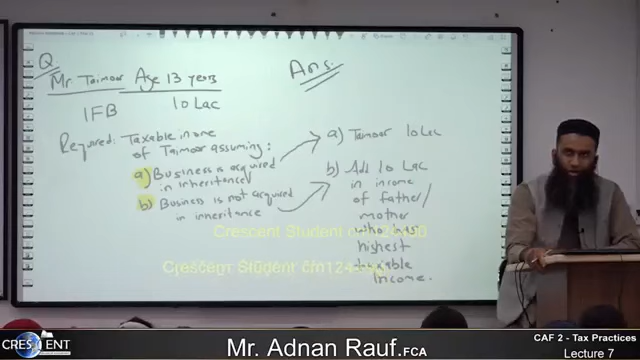 Q
Mr Taimoor Age 13 years
IFB 10 Lac
Required: Taxable income
of Taimoor assuming:
a) Business is acquired
in inheritance
b) Business is not acquired
in inheritance
Ans.
a) Taimoor 10 Lac
b) Add 10 Lac
in income
of father/
mother
who has
highest
taxable
income.
Crescent Student
Crescent Student
CRESCENT
Mr. Adnan Rauf.FCA
CAF 2 - Tax Practices
Lecture 7